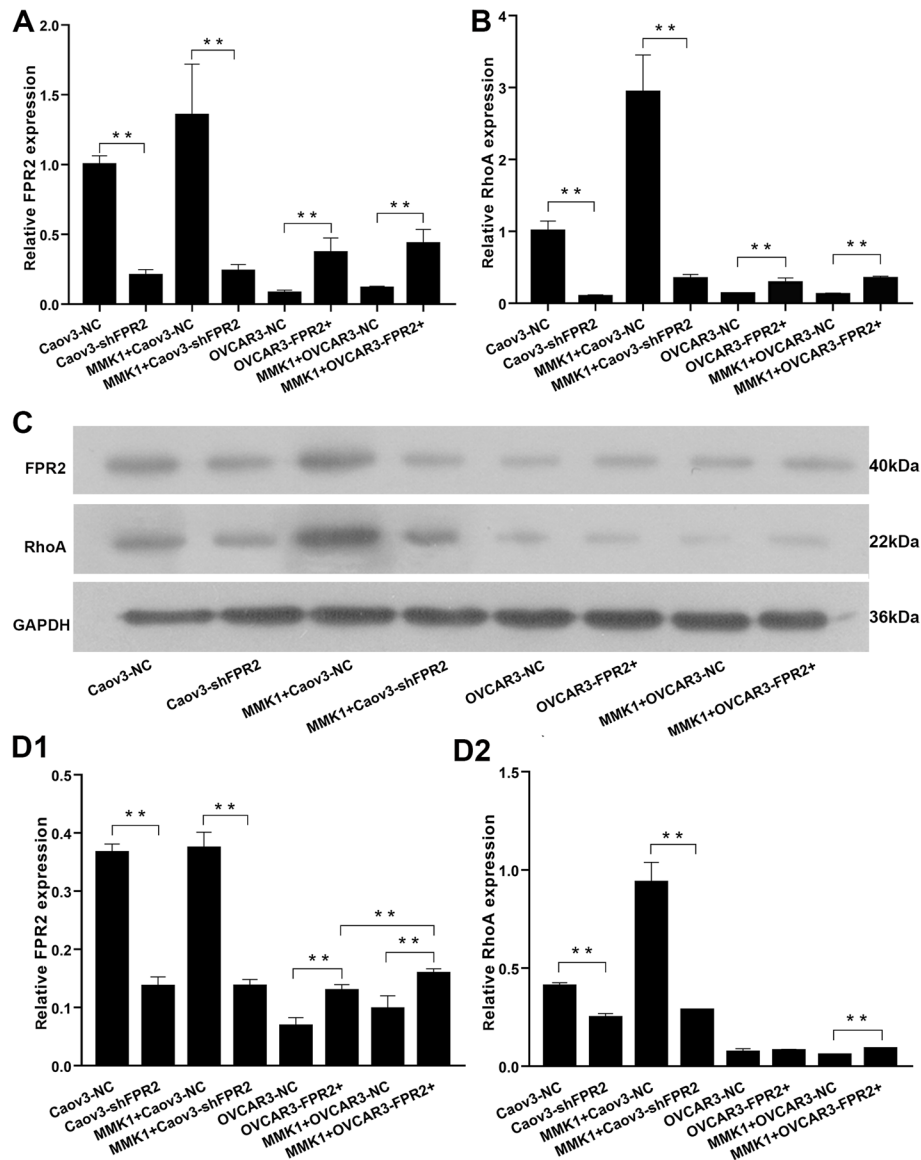 A
Relative FPR2 expression
2.0
1.5
1.0
0.5
0.0
* *
* *
* *
* *
Caov3-NC
Caov3-shFPR2
MMK1+Caov3-NC
MMK1+Caov3-shFPR2
OVCAR3-NC
OVCAR3-FPR2+
MMK1+OVCAR3-NC
MMK1+OVCAR3-FPR2+
B
Relative RhoA expression
4
3
2
1
0
* *
* *
* *
* *
Caov3-NC
Caov3-shFPR2
MMK1+Caov3-NC
MMK1+Caov3-shFPR2
OVCAR3-NC
OVCAR3-FPR2+
MMK1+OVCAR3-NC
MMK1+OVCAR3-FPR2+
C
FPR2
40kDa
RhoA
22kDa
GAPDH
36kDa
Caov3-NC
Caov3-shFPR2
MMK1+Caov3-NC
MMK1+Caov3-shFPR2
OVCAR3-NC
OVCAR3-FPR2+
MMK1+OVCAR3-NC
MMK1+OVCAR3-FPR2+
D1
Relative FPR2 expression
0.5
0.4
0.3
0.2
0.1
0.0
* *
* *
* *
* *
* *
Caov3-NC
Caov3-shFPR2
MMK1+Caov3-NC
MMK1+Caov3-shFPR2
OVCAR3-NC
OVCAR3-FPR2+
MMK1+OVCAR3-NC
MMK1+OVCAR3-FPR2+
D2
Relative RhoA expression
1.5
1.0
0.5
0.0
* *
* *
* *
Caov3-NC
Caov3-shFPR2
MMK1+Caov3-NC
MMK1+Caov3-shFPR2
OVCAR3-NC
OVCAR3-FPR2+
MMK1+OVCAR3-NC
MMK1+OVCAR3-FPR2+